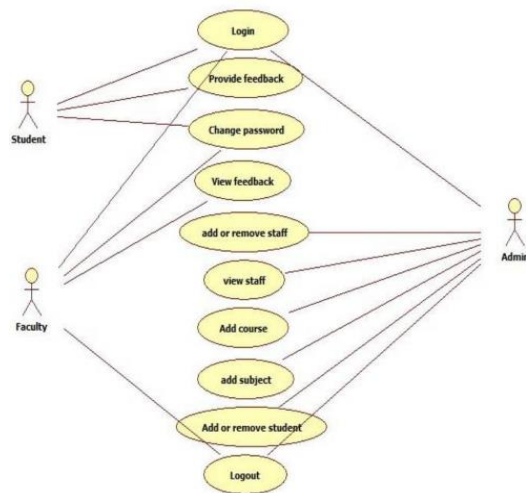 Login
Provide feedback
Student
Change password
View feedback
add or remove staff
Admin
view staff
Faculty
Add course
add subject
Add or remove student
Logout